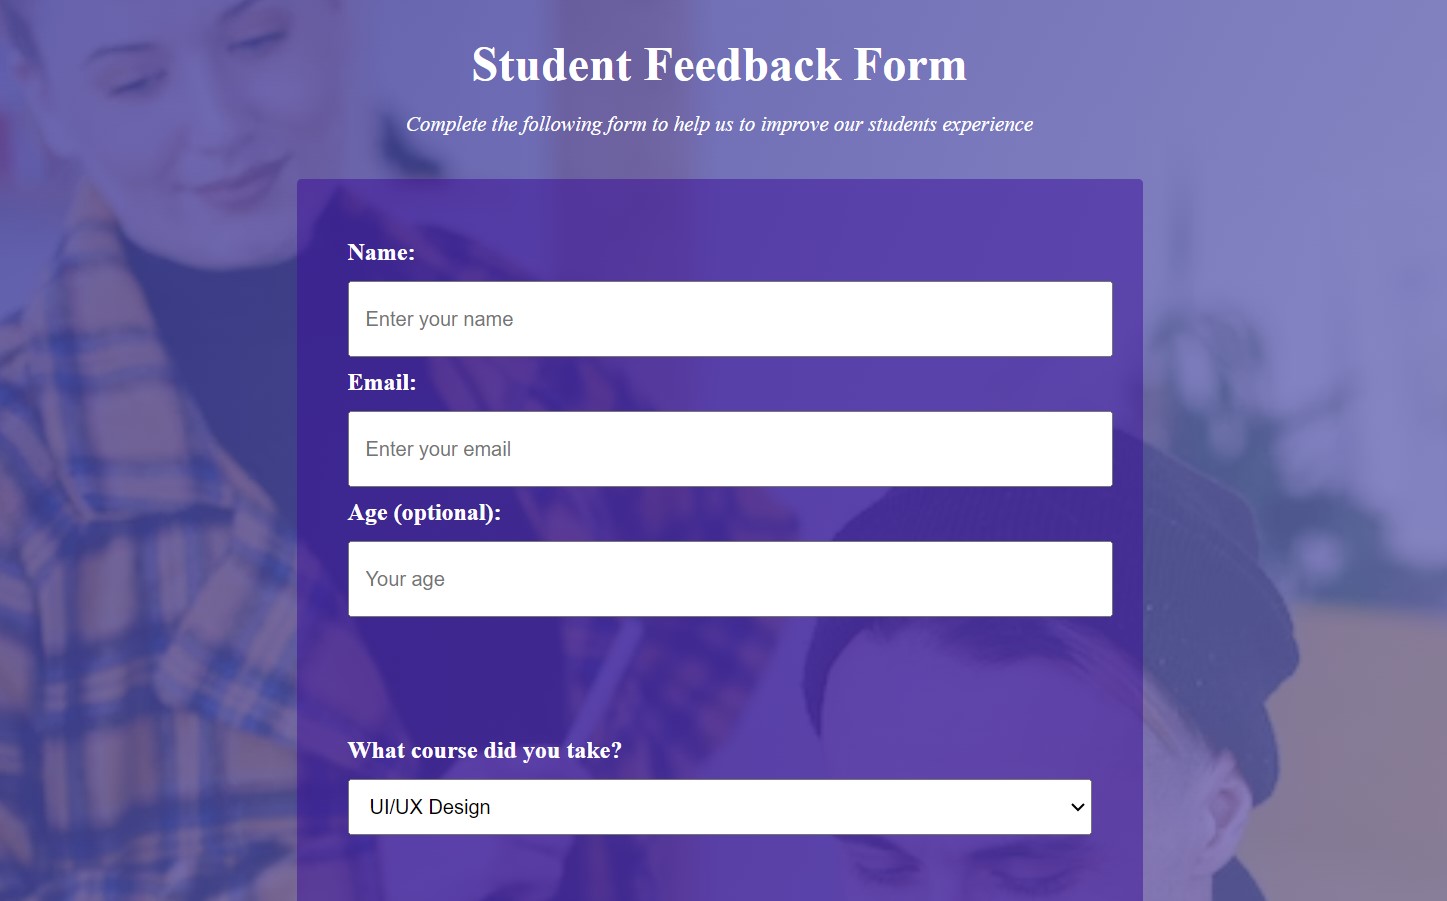 Student Feedback Form
Complete the following form to help us to improve our students experience
Name:
Enter your name
Email:
Enter your email
Age (optional):
Your age
What course did you take?
UI/UX Design